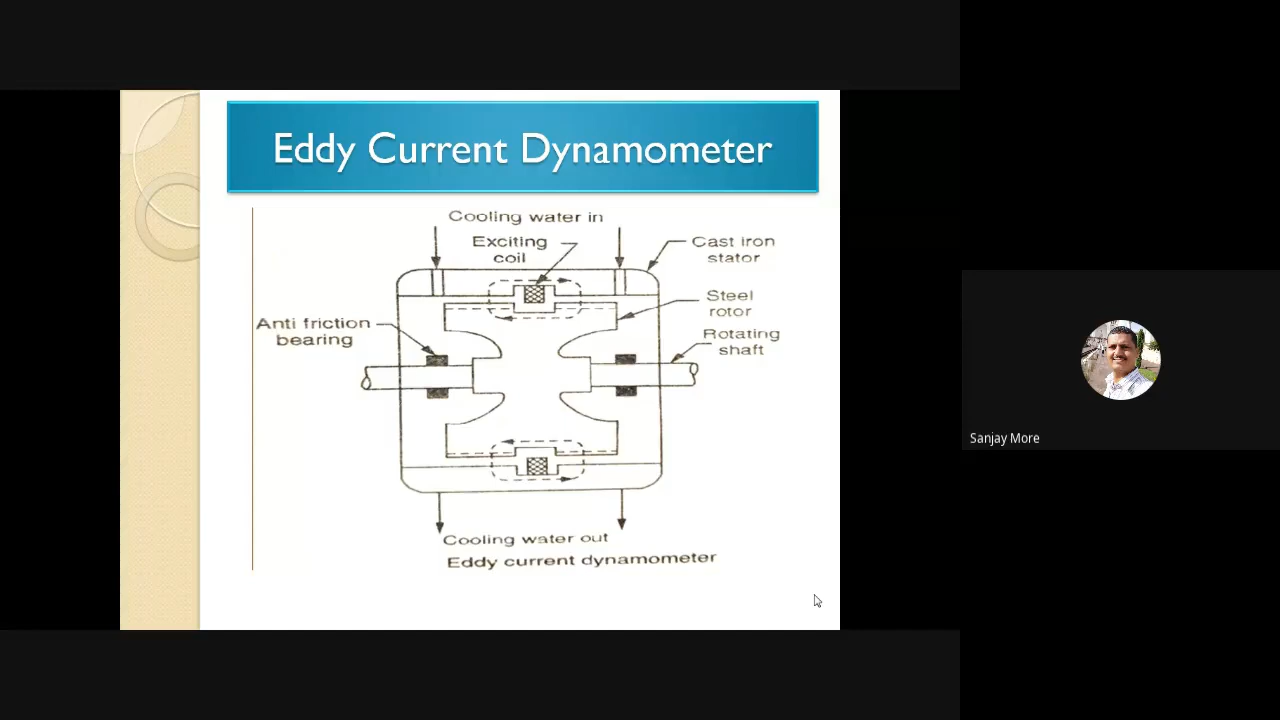 Eddy Current Dynamometer
Cooling water in
Exciting
coil
Cast iron
stator
Steel
rotor
Anti friction
bearing
Rotating
shaft
Cooling water out
Eddy current dynamometer
Sanjay More